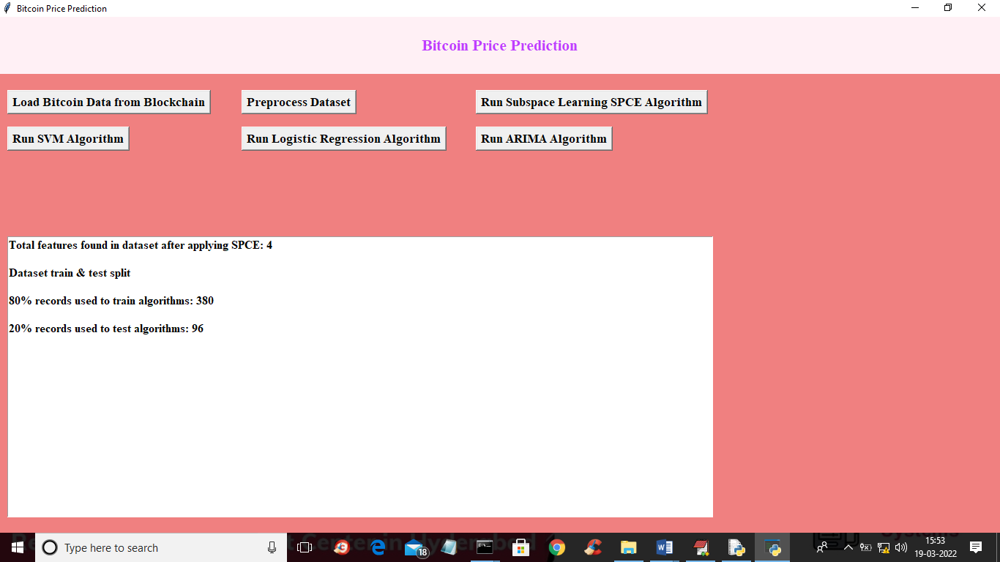 Bitcoin Price Prediction
Bitcoin Price Prediction
Load Bitcoin Data from Blockchain
Preprocess Dataset
Run Subspace Learning SPCE Algorithm
Run SVM Algorithm
Run Logistic Regression Algorithm
Run ARIMA Algorithm
Total features found in dataset after applying SPCE: 4
Dataset train & test split
80% records used to train algorithms: 380
20% records used to test algorithms: 96
Type here to search
18
15:53
19-03-2022